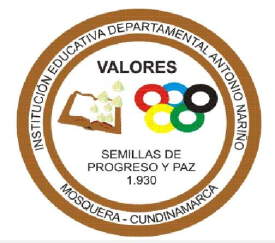 INSTITUCIÓN EDUCATIVA DEPARTAMENTAL ANTONIO NARIÑO
VALORES
SEMILLAS DE
PROGRESO Y PAZ
1.930
MOSQUERA - CUNDINAMARCA